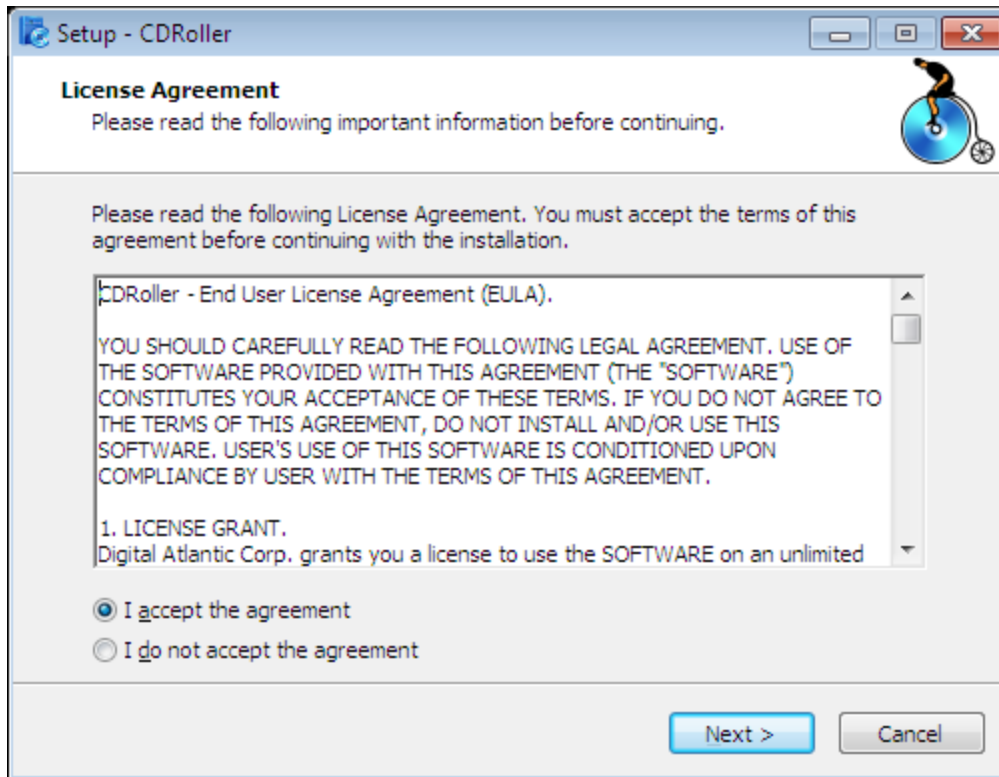 Setup - CDRoller
License Agreement
Please read the following important information before continuing.
Please read the following License Agreement. You must accept the terms of this
agreement before continuing with the installation.
CDRoller - End User License Agreement (EULA).
YOU SHOULD CAREFULLY READ THE FOLLOWING LEGAL AGREEMENT. USE OF
THE SOFTWARE PROVIDED WITH THIS AGREEMENT (THE "SOFTWARE")
CONSTITUTES YOUR ACCEPTANCE OF THESE TERMS. IF YOU DO NOT AGREE TO
THE TERMS OF THIS AGREEMENT, DO NOT INSTALL AND/OR USE THIS
SOFTWARE. USER'S USE OF THIS SOFTWARE IS CONDITIONED UPON
COMPLIANCE BY USER WITH THE TERMS OF THIS AGREEMENT.
1. LICENSE GRANT.
Digital Atlantic Corp. grants you a license to use the SOFTWARE on an unlimited
I accept the agreement
I do not accept the agreement
Next >
Cancel